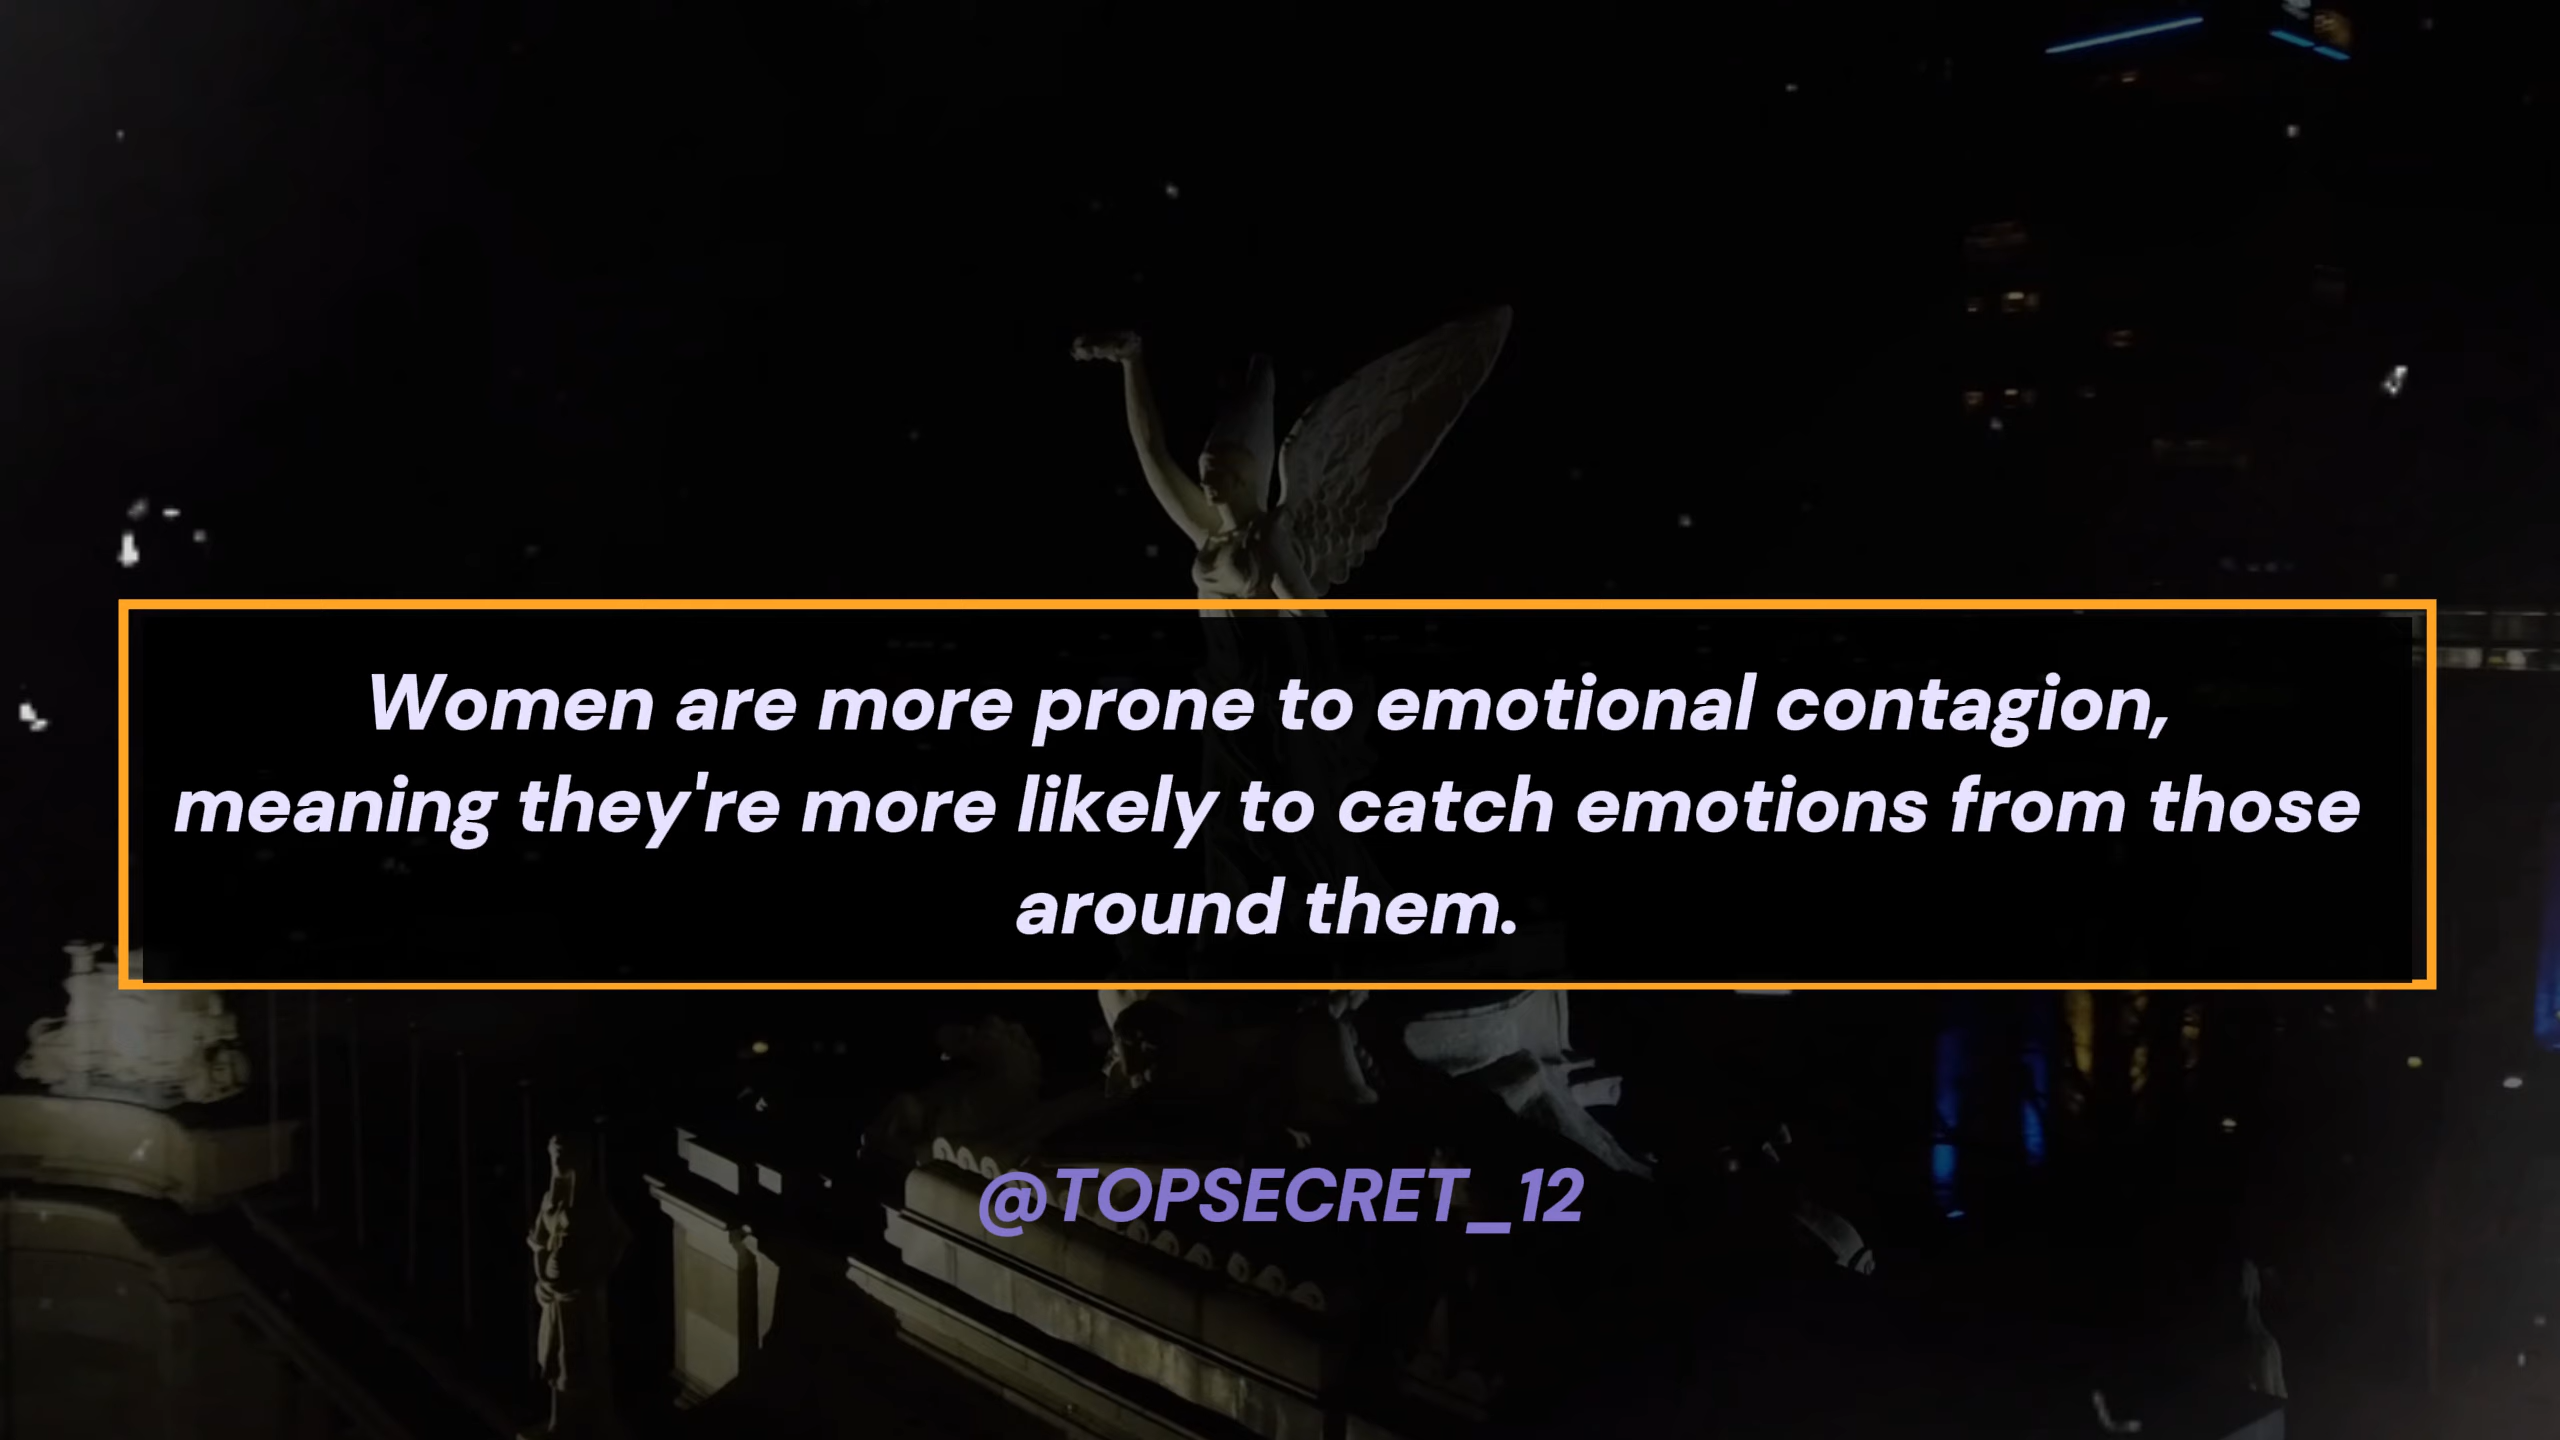 Women are more prone to emotional contagion,
meaning they're more likely to catch emotions from those
around them.
@TOPSECRET_12